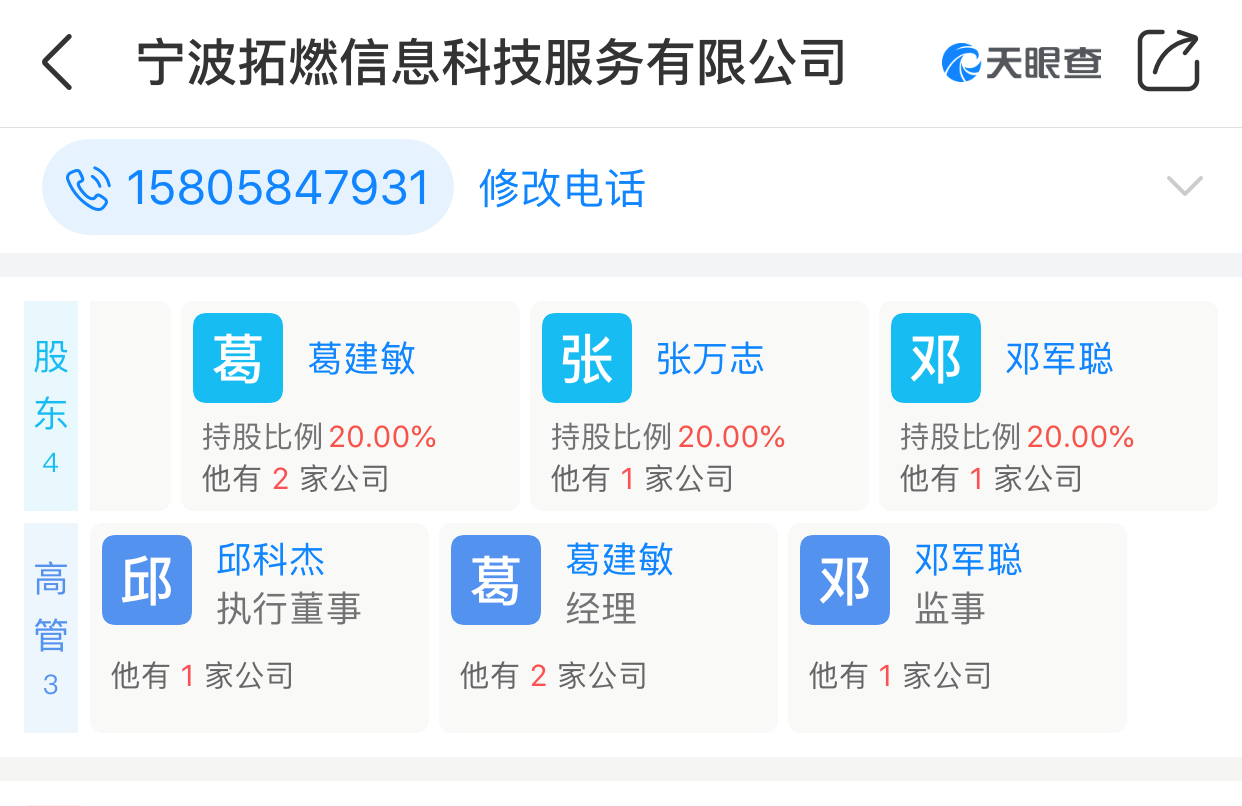 宁波拓燃信息科技服务有限公司 天眼查
15805847931 修改电话
股东 4
葛 葛建敏
持股比例 20.00%
他有 2 家公司
张 张万志
持股比例 20.00%
他有 1 家公司
邓 邓军聪
持股比例 20.00%
他有 1 家公司
高管 3
邱 邱科杰
执行董事
他有 1 家公司
葛 葛建敏
经理
他有 2 家公司
邓 邓军聪
监事
他有 1 家公司